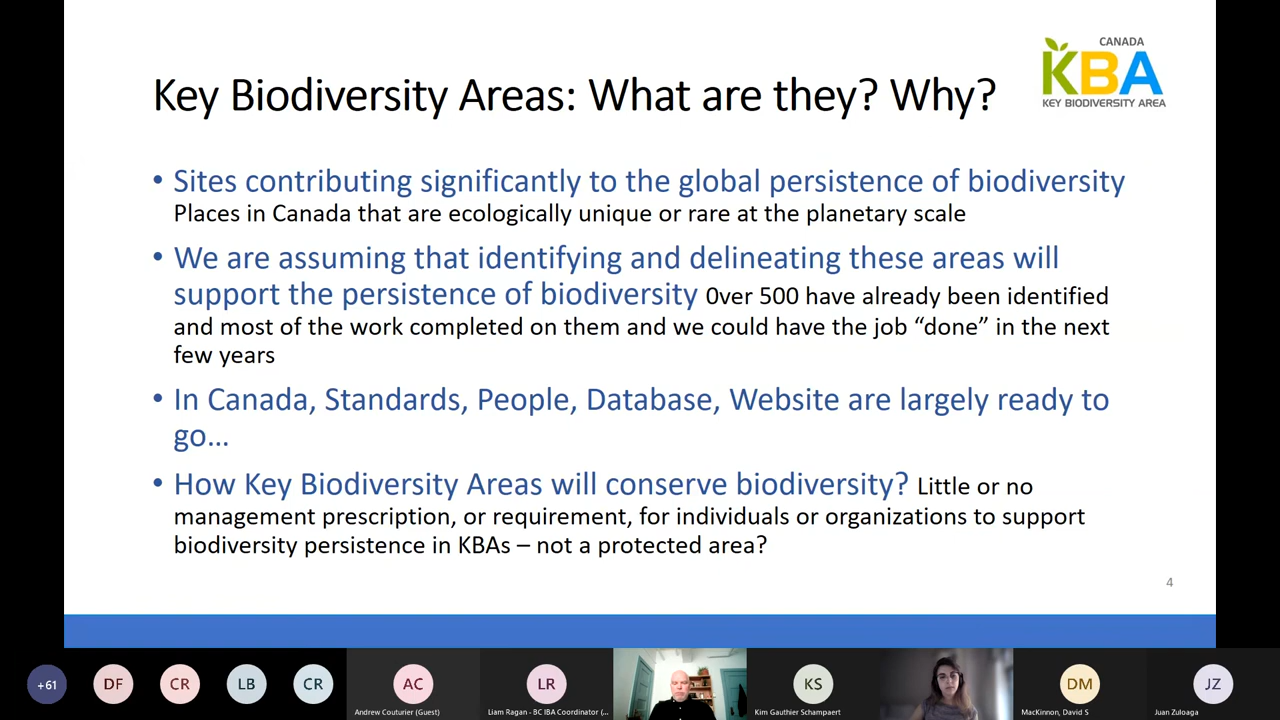 CANADA
KBA
KEY BIODIVERSITY AREA
Key Biodiversity Areas: What are they? Why?
• Sites contributing significantly to the global persistence of biodiversity
Places in Canada that are ecologically unique or rare at the planetary scale
• We are assuming that identifying and delineating these areas will
support the persistence of biodiversity 0ver 500 have already been identified
and most of the work completed on them and we could have the job “done” in the next
few years
• In Canada, Standards, People, Database, Website are largely ready to
go…
• How Key Biodiversity Areas will conserve biodiversity? Little or no
management prescription, or requirement, for individuals or organizations to support
biodiversity persistence in KBAs – not a protected area?
4
+61
DF
CR
LB
CR
AC
LR
KS
DM
JZ
Andrew Couturier (Guest)
Liam Ragan - BC IBA Coordinator (...
Kim Gauthier Schampaert
MacKinnon, David S
Juan Zuloaga